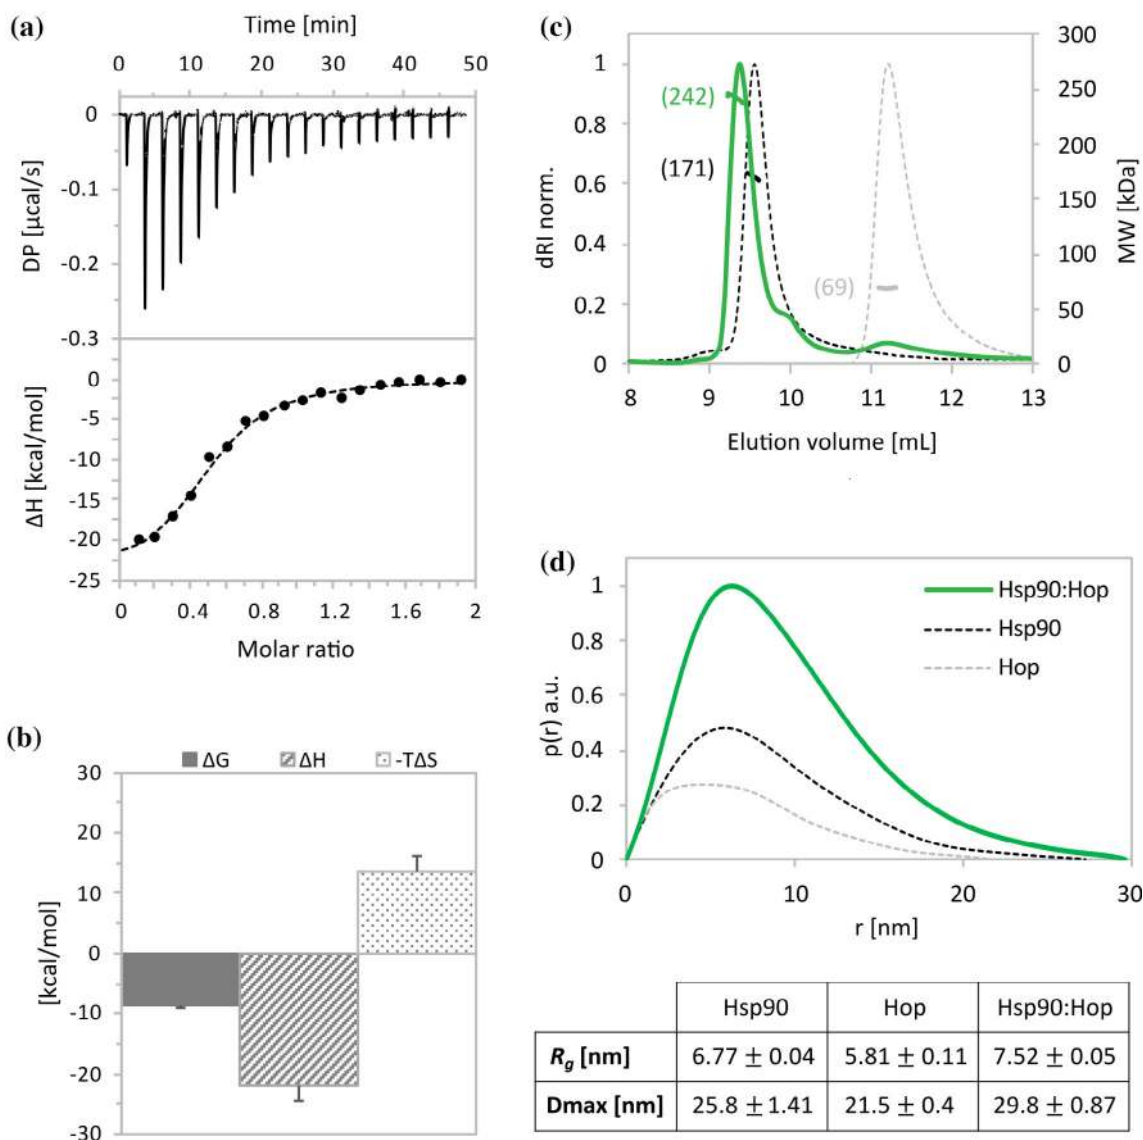 (a)
Time [min]
0 10 20 30 40 50
0
-0.1
-0.2
-0.3
DP [μcal/s]
0
-5
-10
-15
-20
-25
ΔH [kcal/mol]
0 0.4 0.8 1.2 1.6 2
Molar ratio
(b)
ΔG ΔH -TΔS
30
20
10
0
-10
-20
-30
[kcal/mol]
(c)
1
0.8
0.6
0.4
0.2
0
dRI norm.
(242)
(171)
(69)
300
250
200
150
100
50
0
MW [kDa]
8 9 10 11 12 13
Elution volume [mL]
(d)
1
0.8
0.6
0.4
0.2
0
p(r) a.u.
Hsp90:Hop
Hsp90
Hop
0 10 20 30
r [nm]
Hsp90 Hop Hsp90:Hop
Rg [nm] 6.77 ± 0.04 5.81 ± 0.11 7.52 ± 0.05
Dmax [nm] 25.8 ± 1.41 21.5 ± 0.4 29.8 ± 0.87